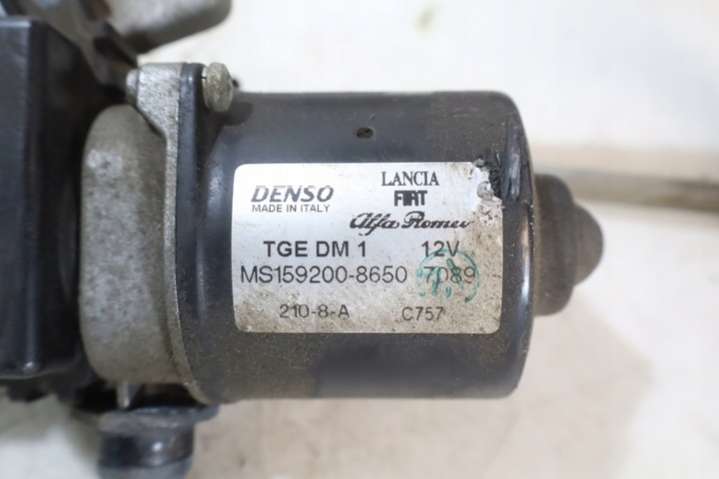 DENSO
MADE IN ITALY
LANCIA
FIAT
Alfa Romeo
TGE DM 1 12V
MS159200-8650 7089
210-8-A C757